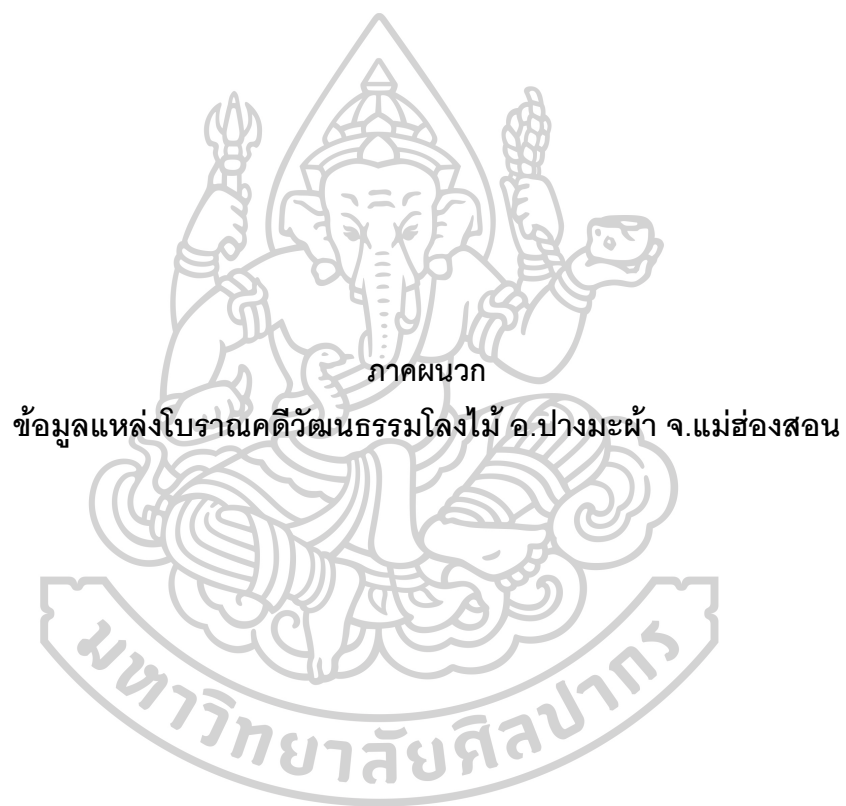 ภาคผนวก
ข้อมูลแหล่งโบราณคดีวัฒนธรรมโลงไม้ อ.ปางมะผ้า จ.แม่ฮ่องสอน
มหาวิทยาลัยศิลปากร